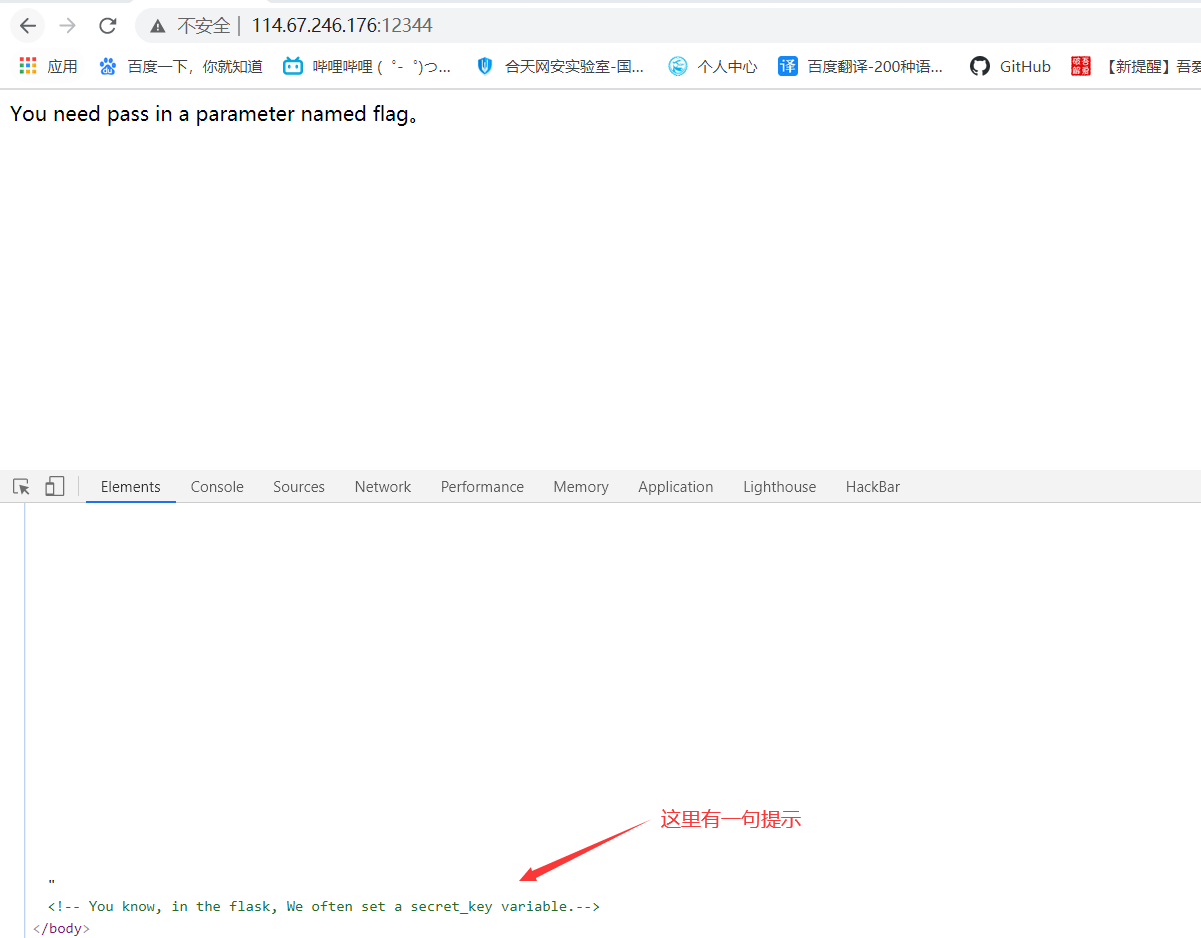 不安全 | 114.67.246.176:12344
应用 百度一下，你就知道 哔哩哔哩 (゜-゜)つ... 合天网安实验室-国... 个人中心 译 百度翻译-200种语... GitHub 【新提醒】吾爱
You need pass in a parameter named flag。
Elements Console Sources Network Performance Memory Application Lighthouse HackBar
这里有一句提示
"
<!-- You know, in the flask, We often set a secret_key variable.-->
</body>